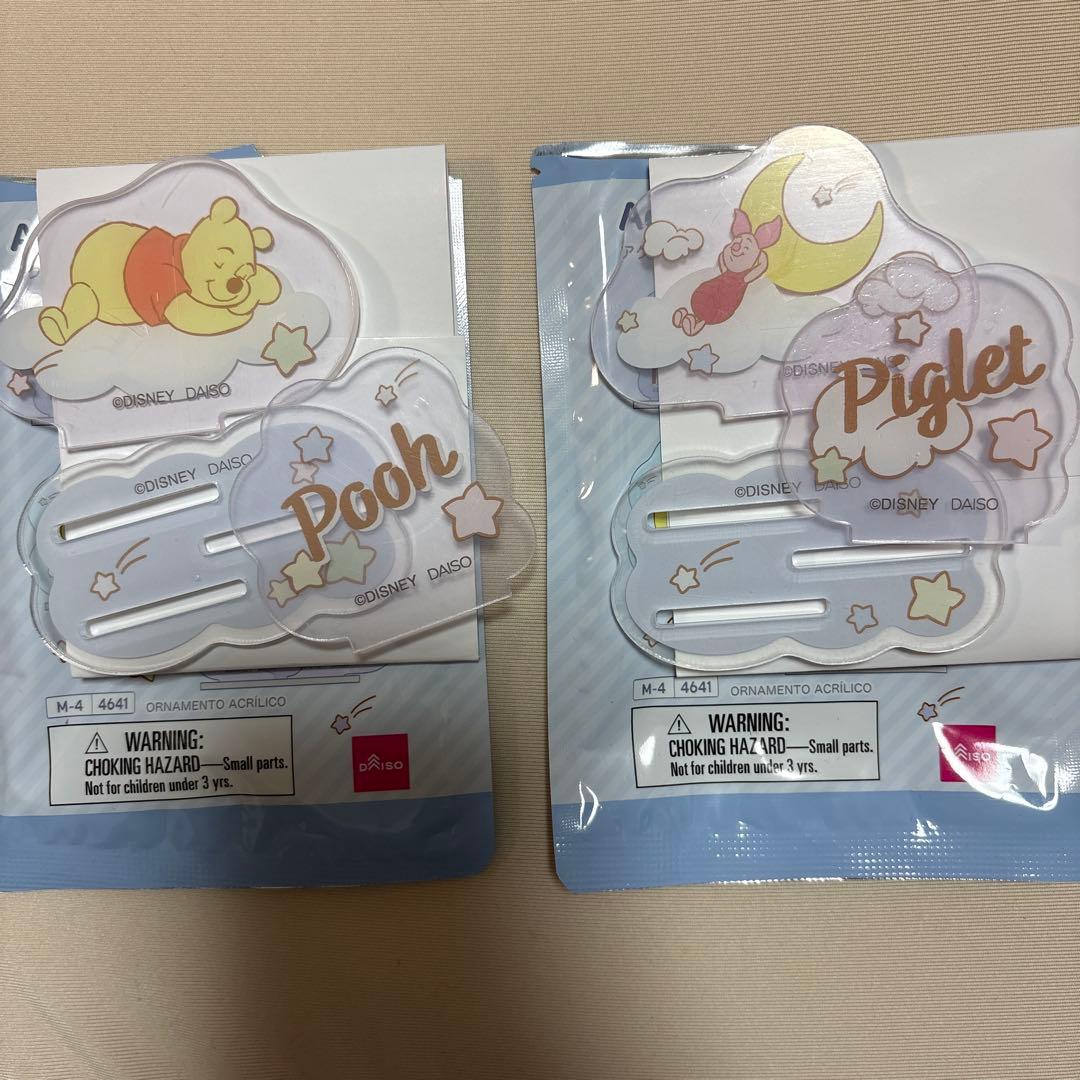 ©DISNEY DAISO
©DISNEY DAISO
Pooh
©DISNEY DAISO
M-4 4641 ORNAMENTO ACRÍLICO
WARNING:
CHOKING HAZARD—Small parts.
Not for children under 3 yrs.
DAISO
©DISNEY
Piglet
©DISNEY DAISO
©DISNEY DAISO
M-4 4641 ORNAMENTO ACRÍLICO
WARNING:
CHOKING HAZARD—Small parts.
Not for children under 3 yrs.
DAISO